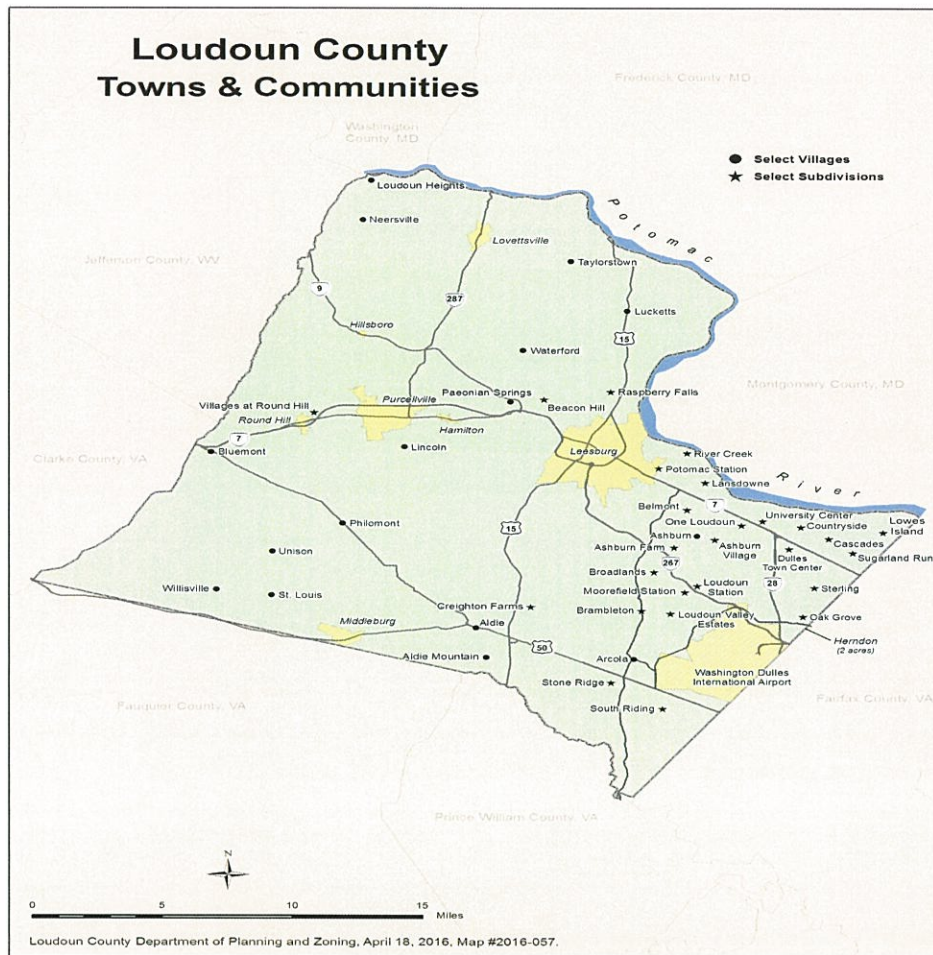 Loudoun County
Towns & Communities
Frederick County, MD
Washington
County, MD
Select Villages
Select Subdivisions
Loudoun Heights
Potomac
Neersville
Lovettsville
Jefferson County, WV
Taylorstown
9
287
Lucketts
Hillsboro
15
Waterford
Montgomery County, MD
Raspberry Falls
Paeonian Springs
Purcellville
Beacon Hill
Villages at Round Hill
Round Hill
Hamilton
7
Bluemont
Lincoln
Leesburg
River Creek
Clarke County, VA
Potomac Station
River
Lansdowne
7
Belmont
University Center
One Loudoun
Countryside
Lowes
Island
Philomont
15
Ashburn
Ashburn
Village
Cascades
Unison
Ashburn Farm
Dulles
Town Center
Sugarland Run
267
Broadlands
28
Willisville
St. Louis
Moorefield Station
Loudoun
Station
Sterling
Creighton Farms
Brambleton
Loudoun Valley
Estates
Oak Grove
Middleburg
Aldie
Herndon
(2 acres)
50
Aldie Mountain
Arcola
Washington Dulles
International Airport
Stone Ridge
Fauquier County, VA
Fairfax County, VA
South Riding
Prince William County, VA
N
0
5
10
15
Miles
Loudoun County Department of Planning and Zoning, April 18, 2016, Map #2016-057.